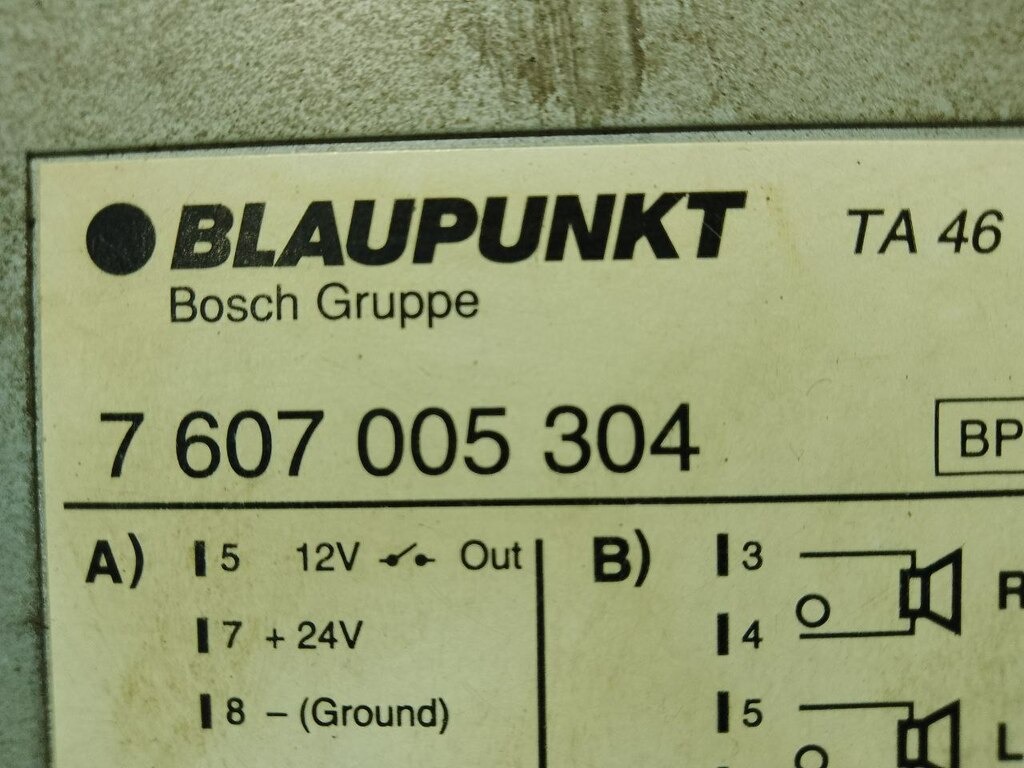 BLAUPUNKT TA 46
Bosch Gruppe
7 607 005 304 BP
A) 5 12V Out B) 3
R
7 + 24V 4
8 – (Ground) 5
L